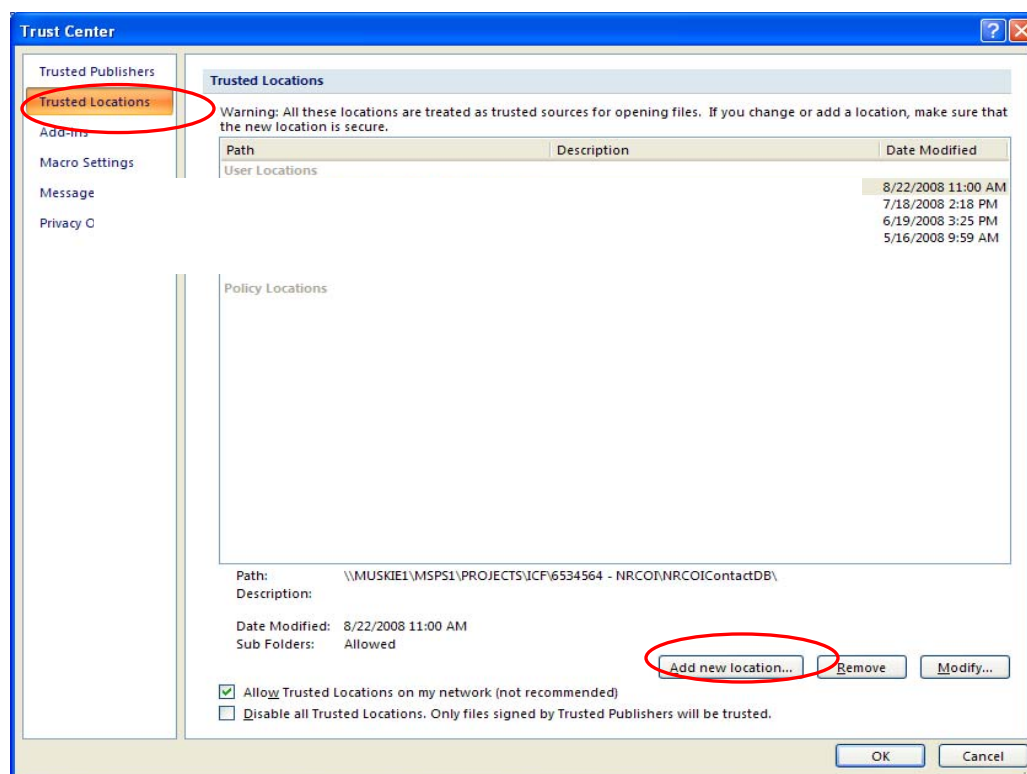 Trust Center
Trusted Publishers
Trusted Locations
Add-ins
Macro Settings
Message
Privacy O
Trusted Locations
Warning: All these locations are treated as trusted sources for opening files. If you change or add a location, make sure that
the new location is secure.
Path Description Date Modified
User Locations
8/22/2008 11:00 AM
7/18/2008 2:18 PM
6/19/2008 3:25 PM
5/16/2008 9:59 AM
Policy Locations
Path: \\MUSKIE1\MSPS1\PROJECTS\ICF\6534564 - NRCOI\NRCOIContactDB\
Description:
Date Modified: 8/22/2008 11:00 AM
Sub Folders: Allowed
Add new location... Remove Modify...
Allow Trusted Locations on my network (not recommended)
Disable all Trusted Locations. Only files signed by Trusted Publishers will be trusted.
OK Cancel